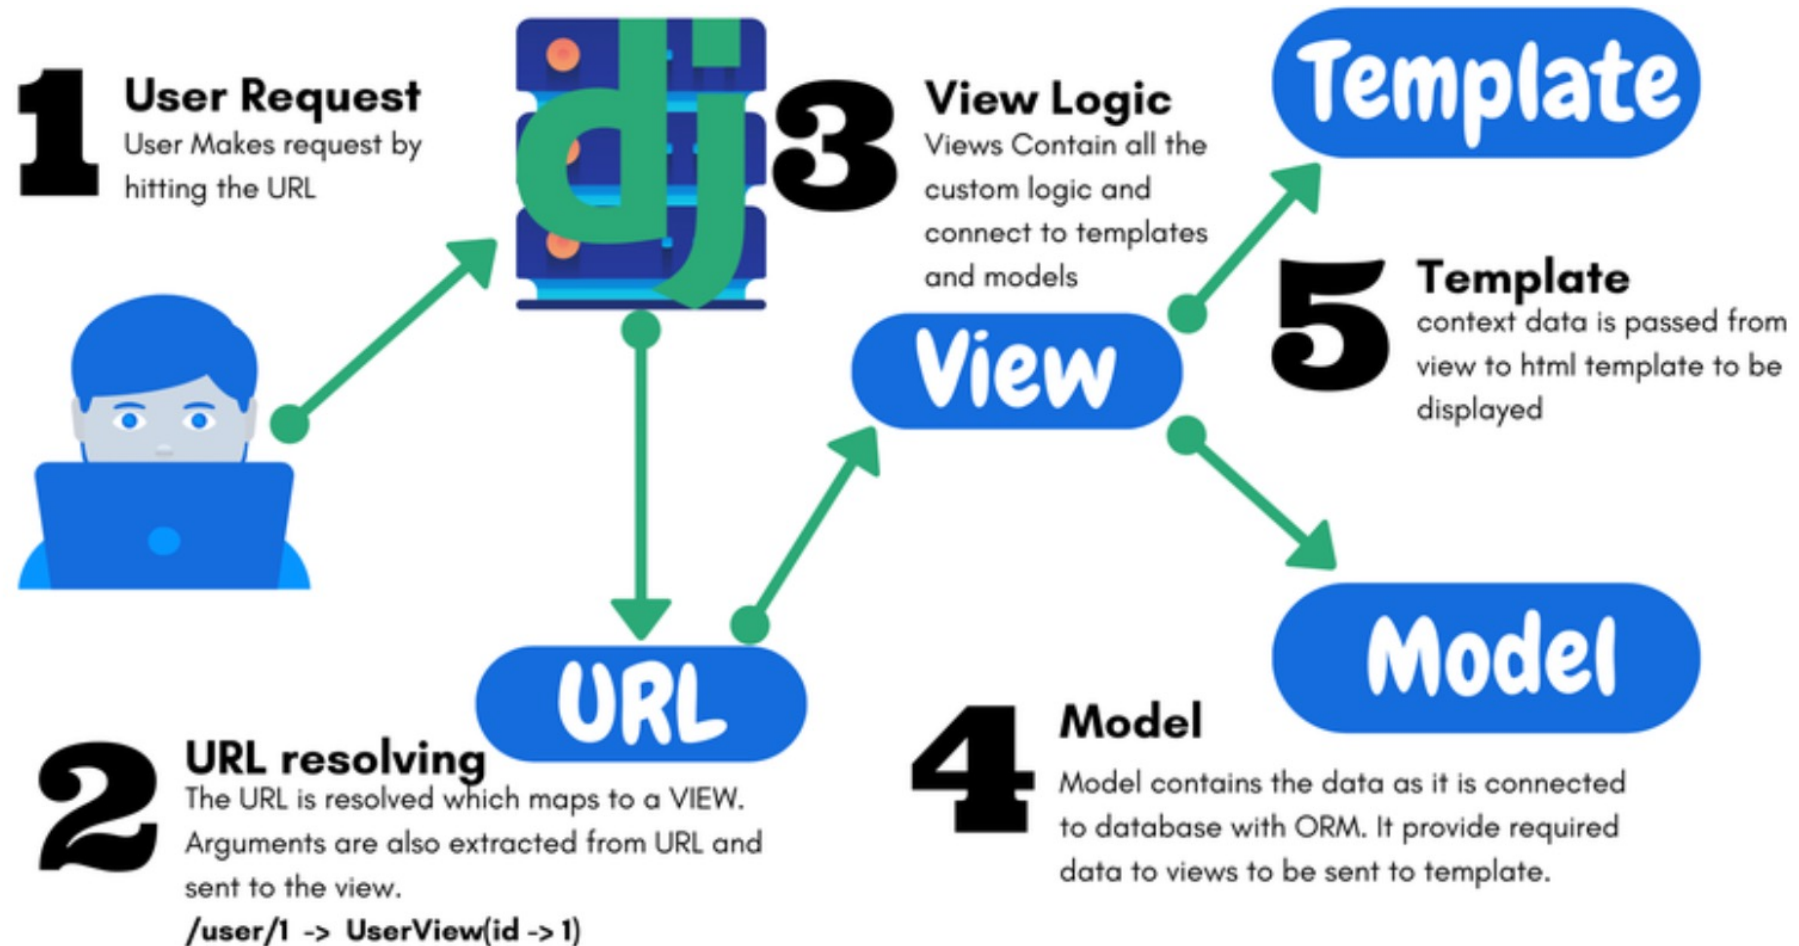 1
User Request
User Makes request by
hitting the URL
dj
3
View Logic
Views Contain all the
custom logic and
connect to templates
and models
Template
View
5
Template
context data is passed from
view to html template to be
displayed
URL
Model
2
URL resolving
The URL is resolved which maps to a VIEW.
Arguments are also extracted from URL and
sent to the view.
/user/1 -> UserView(id -> 1)
4
Model
Model contains the data as it is connected
to database with ORM. It provide required
data to views to be sent to template.